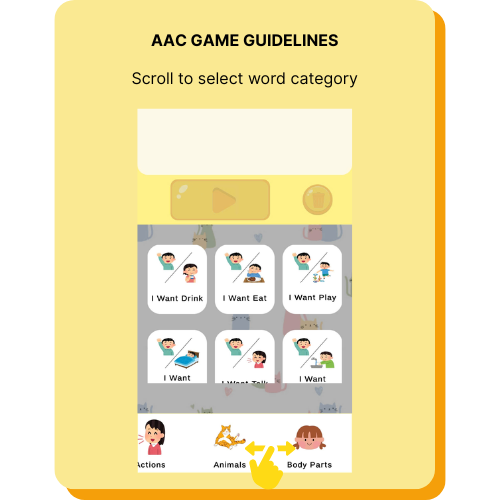 AAC GAME GUIDELINES
Scroll to select word category
I Want Drink
I Want Eat
I Want Play
I Want
I Want Talk
I Want
Actions
Animals
Body Parts